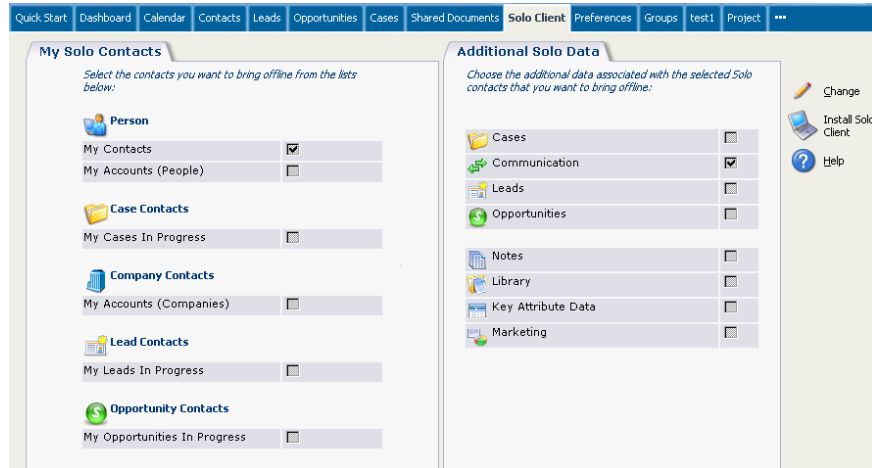 Quick Start Dashboard Calendar Contacts Leads Opportunities Cases Shared Documents Solo Client Preferences Groups test1 Project •••
My Solo Contacts
Select the contacts you want to bring offline from the lists
below:
Person
My Contacts
My Accounts (People)
Case Contacts
My Cases In Progress
Company Contacts
My Accounts (Companies)
Lead Contacts
My Leads In Progress
Opportunity Contacts
My Opportunities In Progress
Additional Solo Data
Choose the additional data associated with the selected Solo
contacts that you want to bring offline:
Cases
Communication
Leads
Opportunities
Notes
Library
Key Attribute Data
Marketing
Change
Install Solo
Client
Help